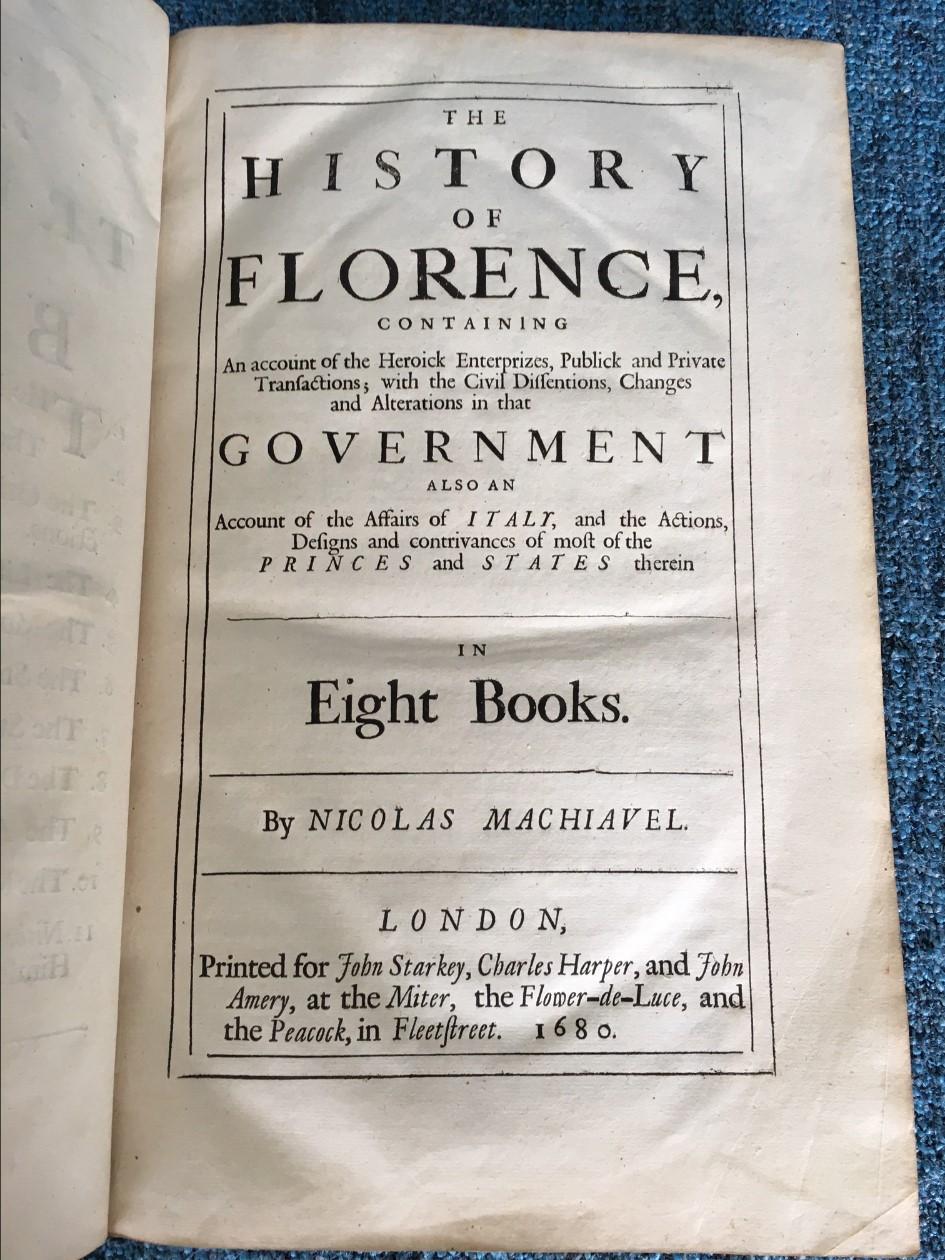 THE
HISTORY
OF
FLORENCE,
CONTAINING
An account of the Heroick Enterprizes, Publick and Private
Tranſactions; with the Civil Diſſentions, Changes
and Alterations in that
GOVERNMENT
ALSO AN
Account of the Affairs of ITALY, and the Actions,
Deſigns and contrivances of moſt of the
PRINCES and STATES therein
IN
Eight Books.
By NICOLAS MACHIAVEL.
LONDON,
Printed for John Starkey, Charles Harper, and John
Amery, at the Miter, the Flower-de-Luce, and
the Peacock, in Fleetſtreet. 1680.